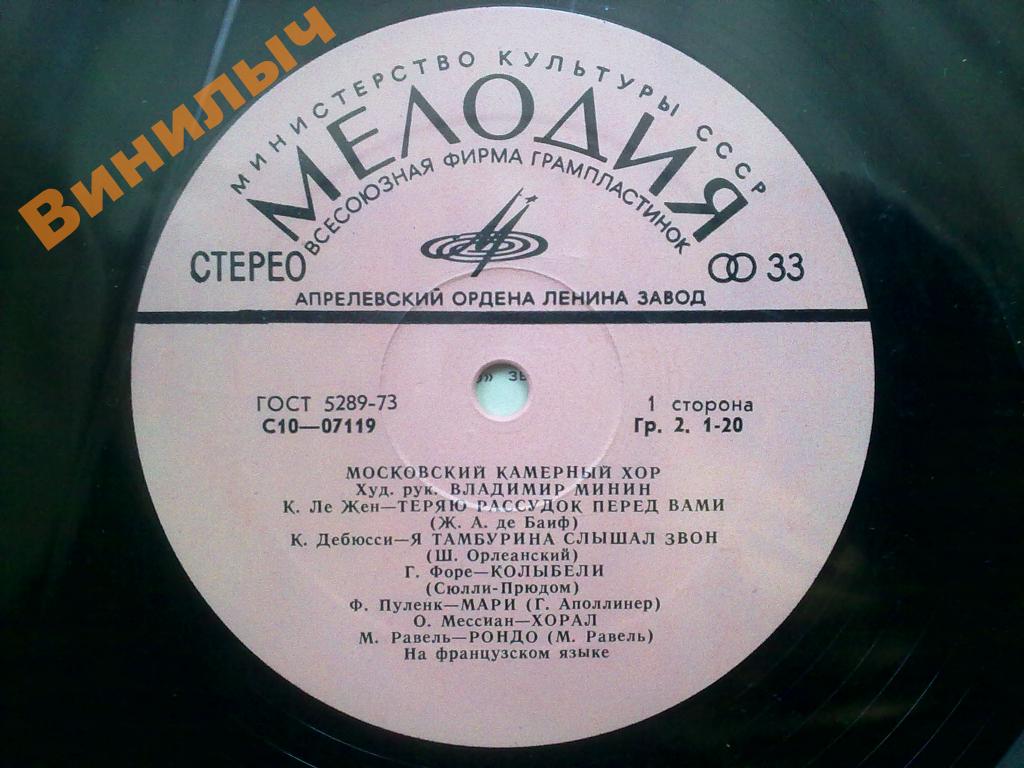 Винилыч
МИНИСТЕРСТВО КУЛЬТУРЫ СССР
МЕЛОДИЯ
ВСЕСОЮЗНАЯ ФИРМА ГРАМПЛАСТИНОК
СТЕРЕО
33
АПРЕЛЕВСКИЙ ОРДЕНА ЛЕНИНА ЗАВОД
ГОСТ 5289-73
1 сторона
С10—07119
Гр. 2. 1-20
МОСКОВСКИЙ КАМЕРНЫЙ ХОР
Худ. рук. ВЛАДИМИР МИНИН
К. Ле Жен—ТЕРЯЮ РАССУДОК ПЕРЕД ВАМИ
(Ж. А. де Баиф)
К. Дебюсси—Я ТАМБУРИНА СЛЫШАЛ ЗВОН
(Ш. Орлеанский)
Г. Форе—КОЛЫБЕЛИ
(Сюлли-Прюдом)
Ф. Пуленк—МАРИ (Г. Аполлинер)
О. Мессиан—ХОРАЛ
М. Равель—РОНДО (М. Равель)
На французском языке